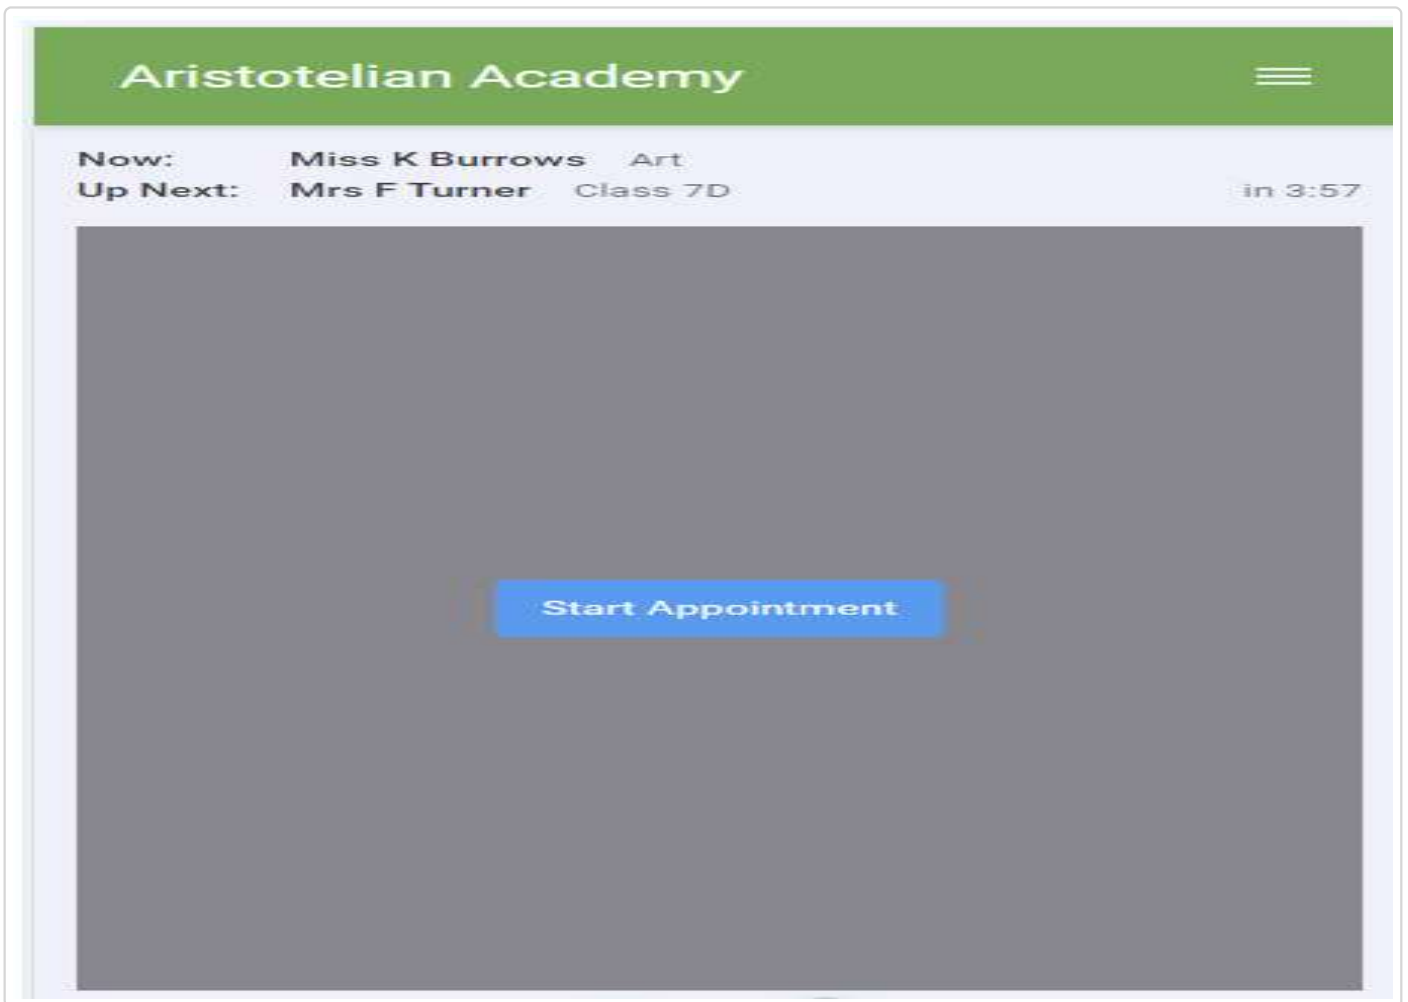 Aristotelian Academy
Now: Miss K Burrows Art
Up Next: Mrs F Turner Class 7D in 3:57
Start Appointment